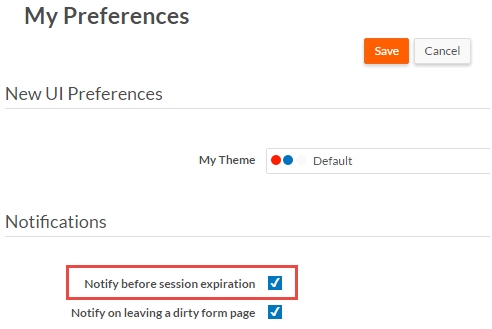 My Preferences
Save Cancel
New UI Preferences
My Theme Default
Notifications
Notify before session expiration
Notify on leaving a dirty form page